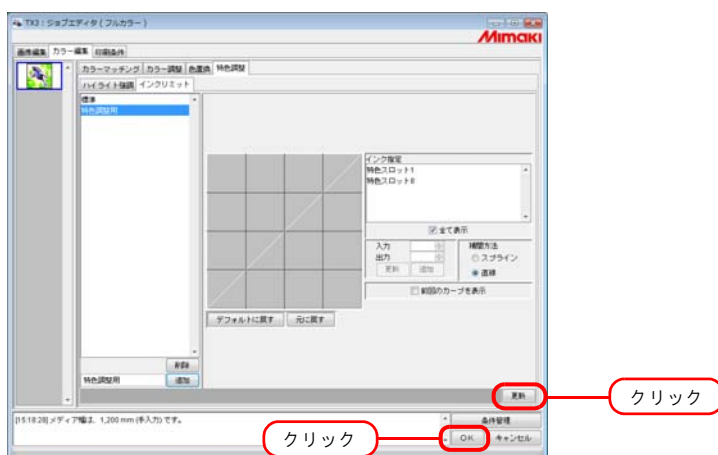 TX3 : ジョブエディタ ( フルカラー )
Mimaki
画像編集 カラー編集 印刷条件
カラーマッチング カラー調整 色置換 特色調整
ハイライト強調 インクリミット
標準
特色調整用
インク指定
特色スロット1
特色スロット8
全て表示
入力
出力
更新 追加
補間方法
スプライン
直線
前回のカーブを表示
デフォルトに戻す 元に戻す
削除
特色調整用 追加
更新
クリック
[15:18:28] メディア幅は、1,200 mm (手入力) です。
条件管理
クリック
OK キャンセル